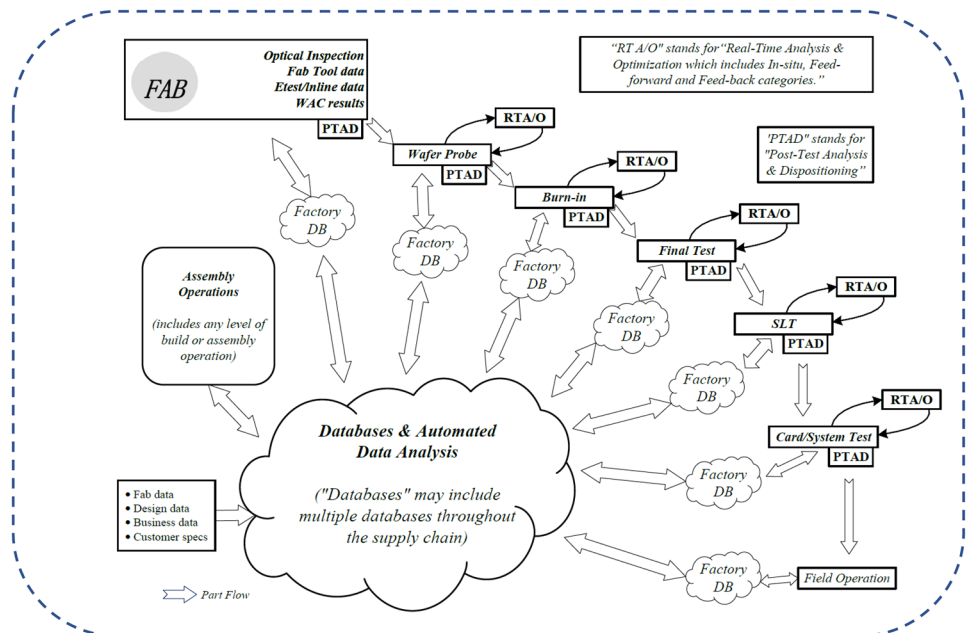 FAB
Optical Inspection
Fab Tool data
Etest/inline data
WAC results
PTAD
"RT A/O" stands for"Real-Time Analysis &
Optimization which includes In-situ, Feed-
forward and Feed-back categories."
RTA/O
Wafer Probe
PTAD
'PTAD" stands for
"Post-Test Analysis
& Dispositioning"
RTA/O
Burn-in
PTAD
Factory
DB
Factory
DB
Factory
DB
RTA/O
Final Test
PTAD
Assembly
Operations
(includes any level of
build or assembly
operation)
Factory
DB
RTA/O
SLT
PTAD
Factory
DB
RTA/O
Card/System Test
PTAD
Databases & Automated
Data Analysis
("Databases" may include
multiple databases throughout
the supply chain)
Factory
DB
• Fab data
• Design data
• Business data
• Customer specs
Factory
DB
Field Operation
Part Flow